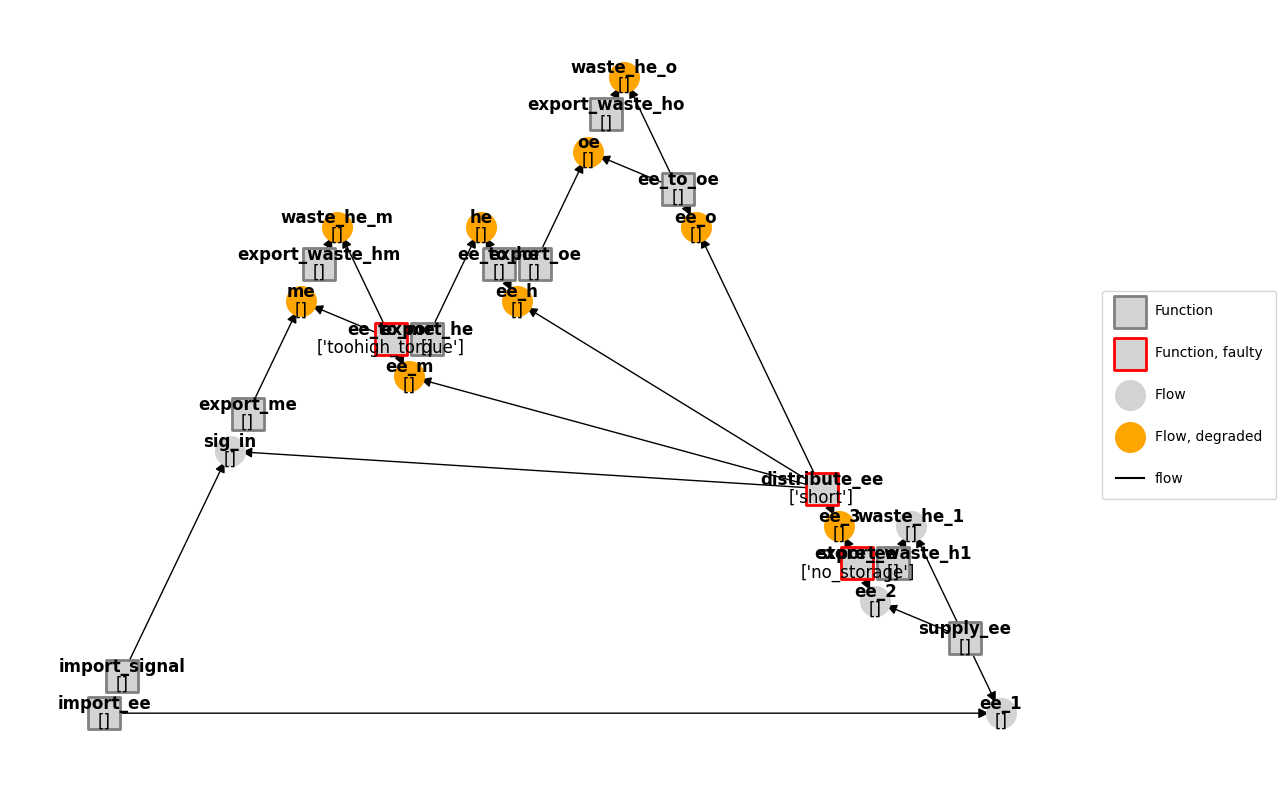 waste_he_o
[]
export_waste_ho
[]
oe
[]
ee_to_oe
[]
waste_he_m
[]
he
[]
ee_o
[]
export_waste_hm
[]
ee_to_he
[]
export_oe
[]
me
[]
ee_h
[]
ee_to_me
['toohigh_torque']
export_he
[]
ee_m
[]
export_me
[]
sig_in
[]
distribute_ee
['short']
ee_3
[]
waste_he_1
[]
store_ee
['no_storage']
export_waste_h1
[]
ee_2
[]
supply_ee
[]
import_signal
[]
import_ee
[]
ee_1
[]
Function
Function, faulty
Flow
Flow, degraded
flow